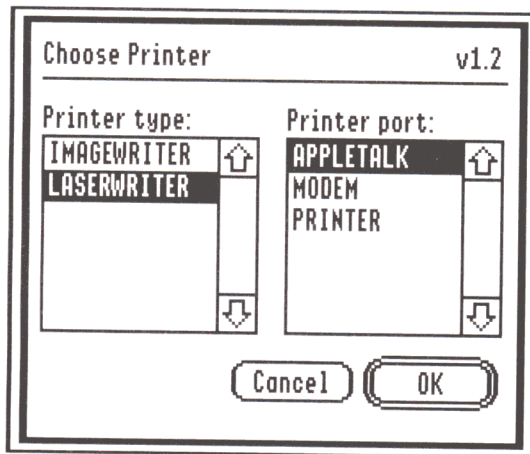 Choose Printer v1.2
Printer type:
IMAGEWRITER
LASERWRITER
Printer port:
APPLETALK
MODEM
PRINTER
Cancel
OK